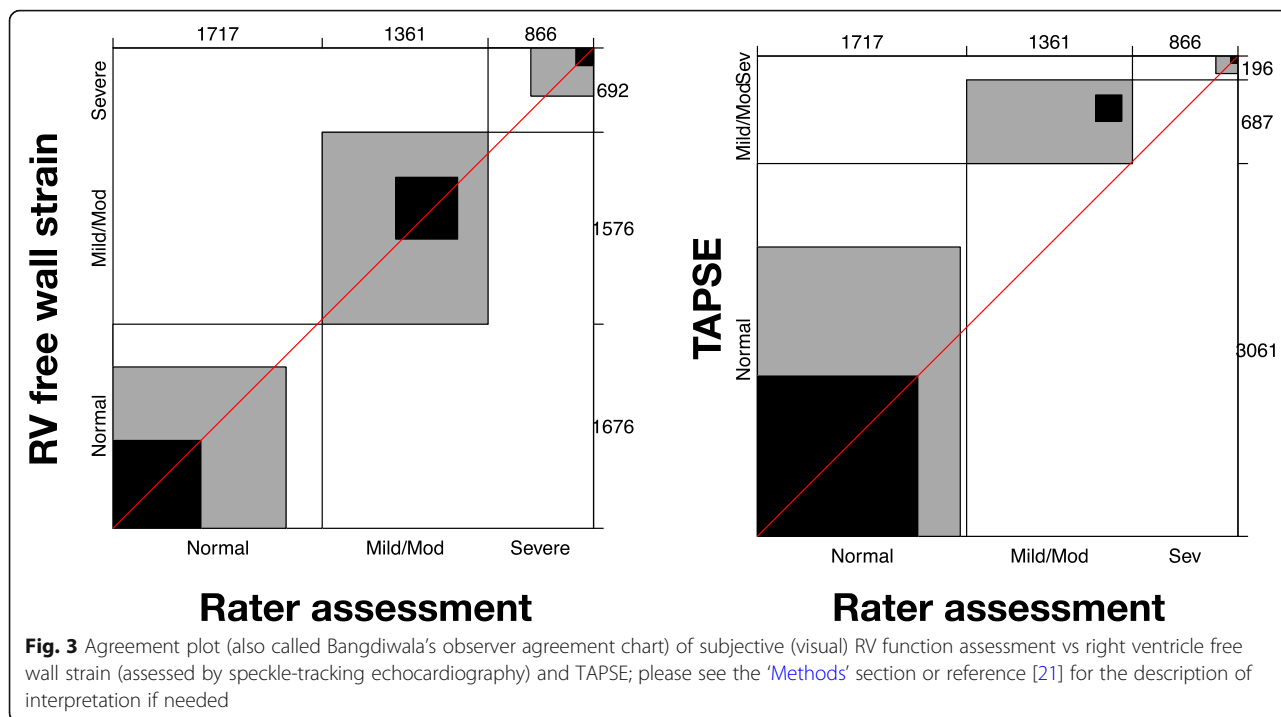 1717 1361 866
Severe
692
Mild/Mod
1576
Normal
1676
RV free wall strain
Normal Mild/Mod Severe
Rater assessment
1717 1361 866
Mild/ModSev
196
687
Normal
3061
TAPSE
Normal Mild/Mod Sev
Rater assessment
Fig. 3 Agreement plot (also called Bangdiwala's observer agreement chart) of subjective (visual) RV function assessment vs right ventricle free
wall strain (assessed by speckle-tracking echocardiography) and TAPSE; please see the 'Methods' section or reference [21] for the description of
interpretation if needed